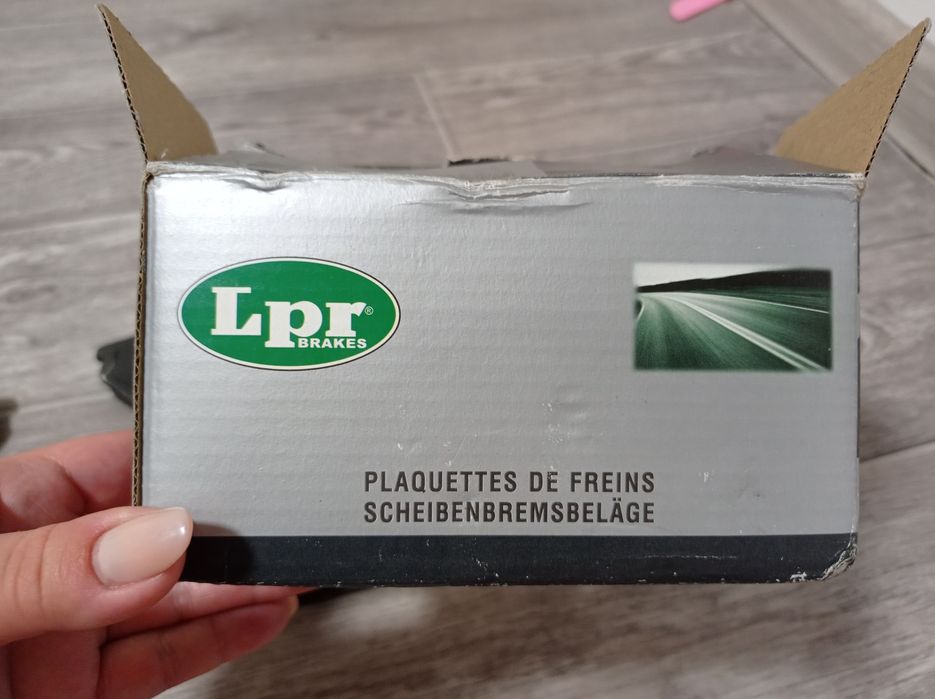 Lpr®
BRAKES
PLAQUETTES DE FREINS
SCHEIBENBREMSBELÄGE